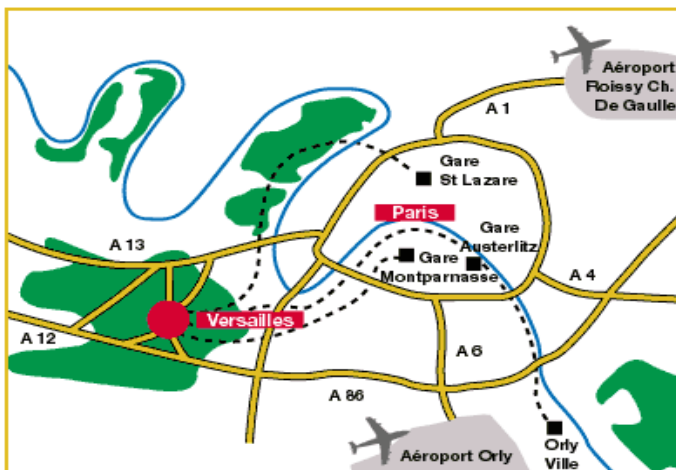 Aéroport
Roissy Ch.
De Gaulle
A 1
Gare
St Lazare
Paris
Gare
Austerlitz
A 13
Gare
Montparnasse
A 4
Versailles
A 12
A 6
A 86
Orly
Ville
Aéroport Orly